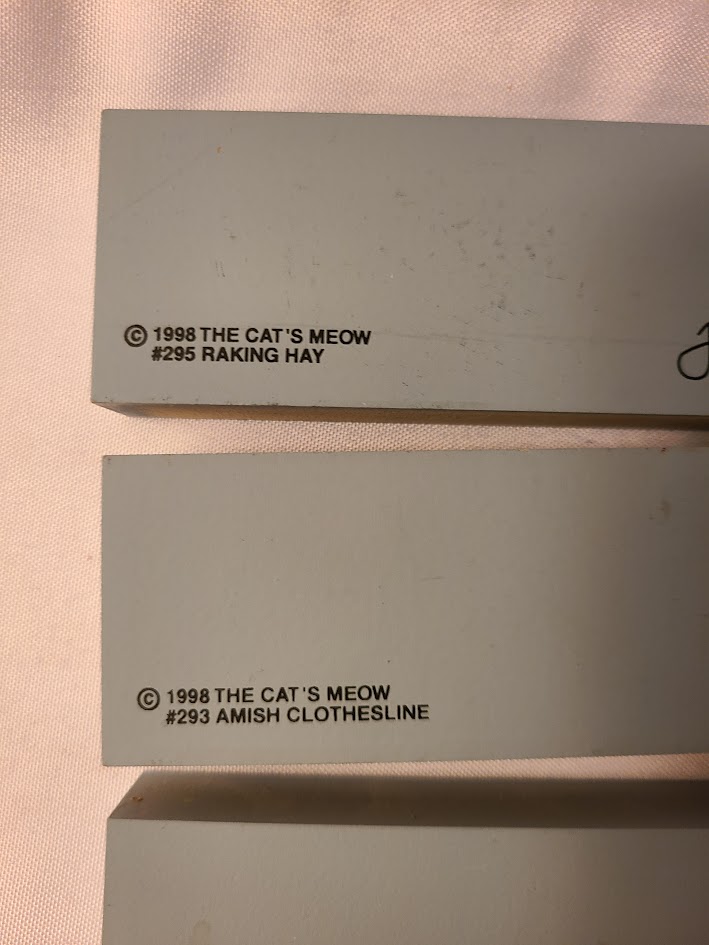 © 1998 THE CAT'S MEOW
#295 RAKING HAY
© 1998 THE CAT'S MEOW
#293 AMISH CLOTHESLINE